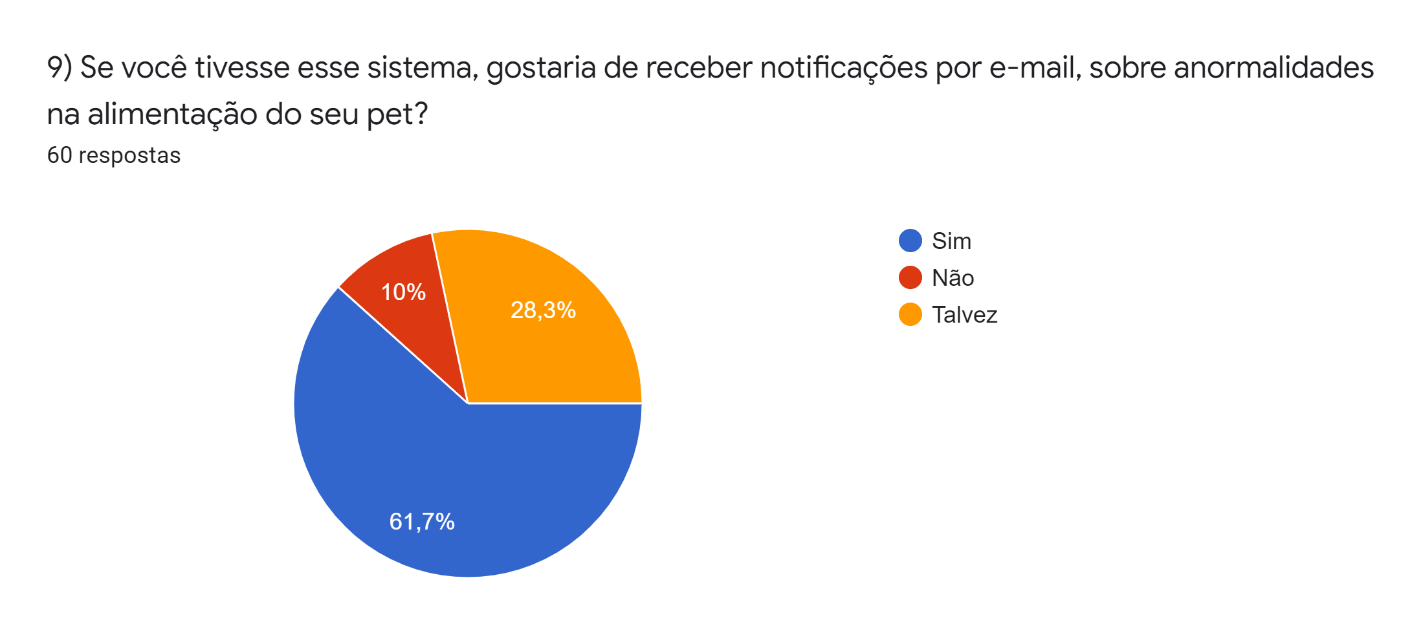 9) Se você tivesse esse sistema, gostaria de receber notificações por e-mail, sobre anormalidades
na alimentação do seu pet?
60 respostas
Sim
Não
Talvez
10%
28,3%
61,7%